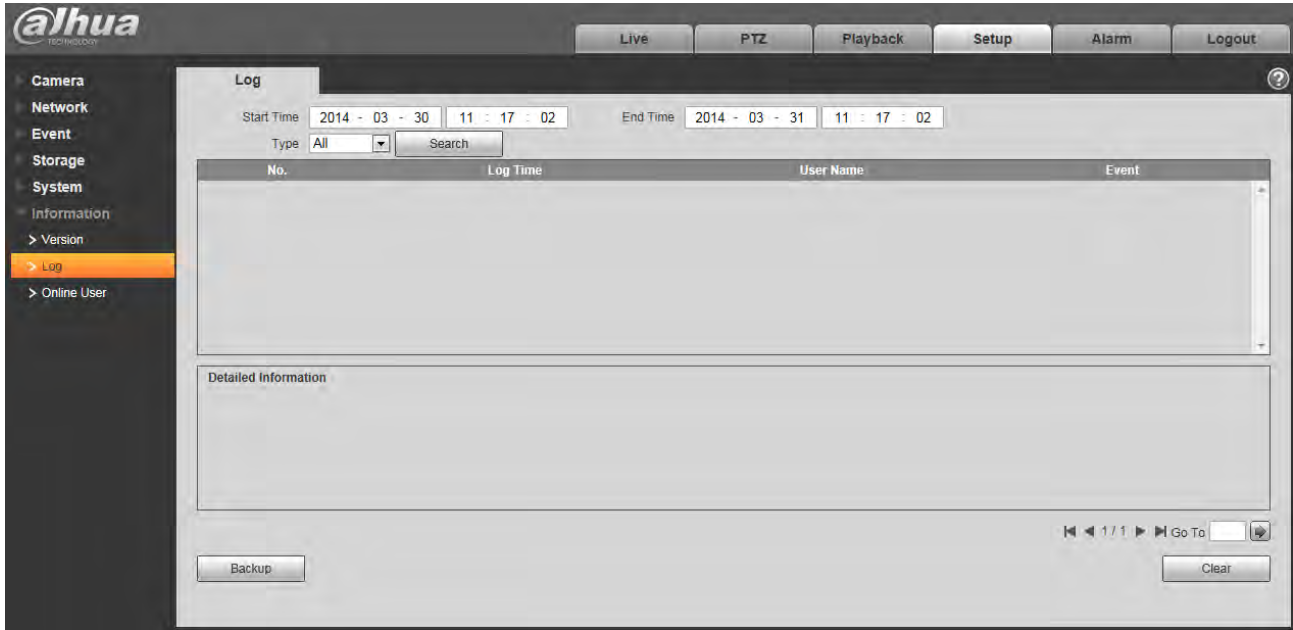 alhua
TECHNOLOGY
Live PTZ Playback Setup Alarm Logout
Camera
Network
Event
Storage
System
Information
> Version
> Log
> Online User
Log
?
Start Time 2014 - 03 - 30 11 : 17 : 02 End Time 2014 - 03 - 31 11 : 17 : 02
Type All Search
No. Log Time User Name Event
Detailed Information
1 / 1 Go To
Backup Clear